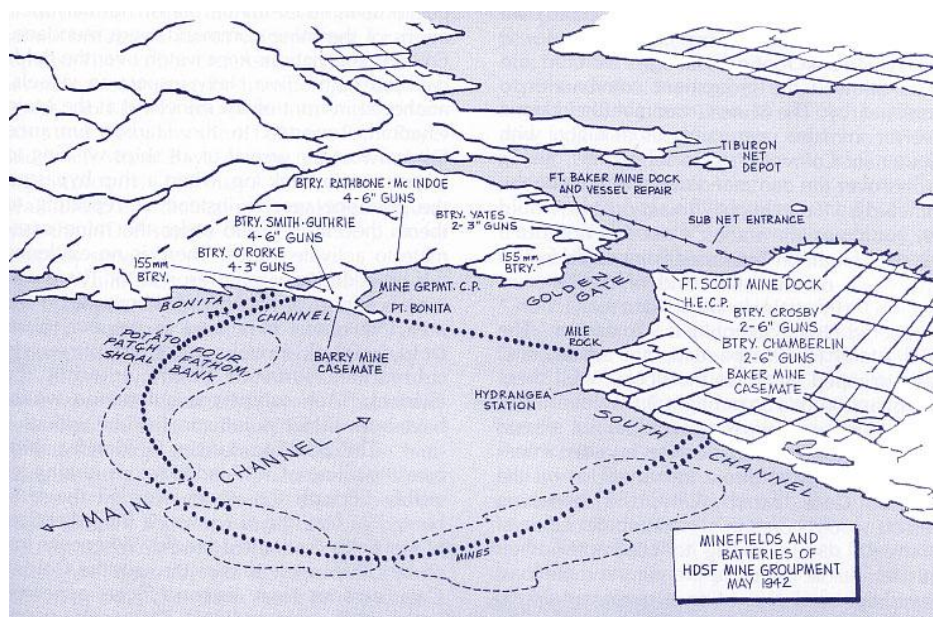 TIBURON
NET
DEPOT
FT. BAKER MINE DOCK
AND VESSEL REPAIR
BTRY. RATHBONE - Mc INDOE
4-6" GUNS
BTRY. SMITH-GUTHRIE
4-6" GUNS
BTRY. YATES
2-3" GUNS
SUB NET ENTRANCE
BTRY. O'RORKE
4-3" GUNS
155 mm
BTRY.
155 mm
BTRY.
GOLDEN
GATE
MINE GRPMT. C.P.
PT. BONITA
FT. SCOTT MINE DOCK
H.E.C.P.
BTRY. CROSBY
2-6" GUNS
BTRY. CHAMBERLIN
2-6" GUNS
BAKER MINE
CASEMATE
BONITA
CHANNEL
POTATO
PATCH
SHOAL
FOUR
FATHOM
BANK
BARRY MINE
CASEMATE
MILE
ROCK
HYDRANGEA
STATION
SOUTH
CHANNEL
MAIN CHANNEL
MINES
MINEFIELDS AND
BATTERIES OF
HDSF MINE GROUPMENT
MAY 1942